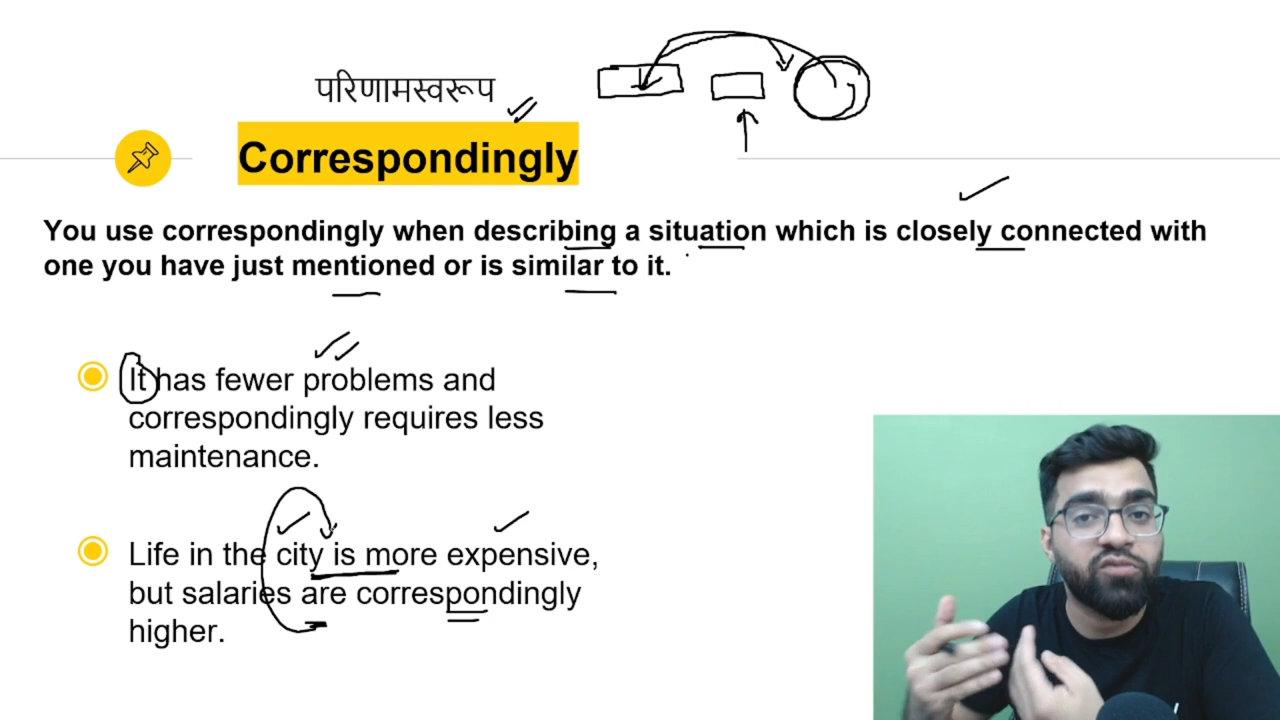 परिणामस्वरूप
Correspondingly
You use correspondingly when describing a situation which is closely connected with
one you have just mentioned or is similar to it.
It has fewer problems and
correspondingly requires less
maintenance.
Life in the city is more expensive,
but salaries are correspondingly
higher.